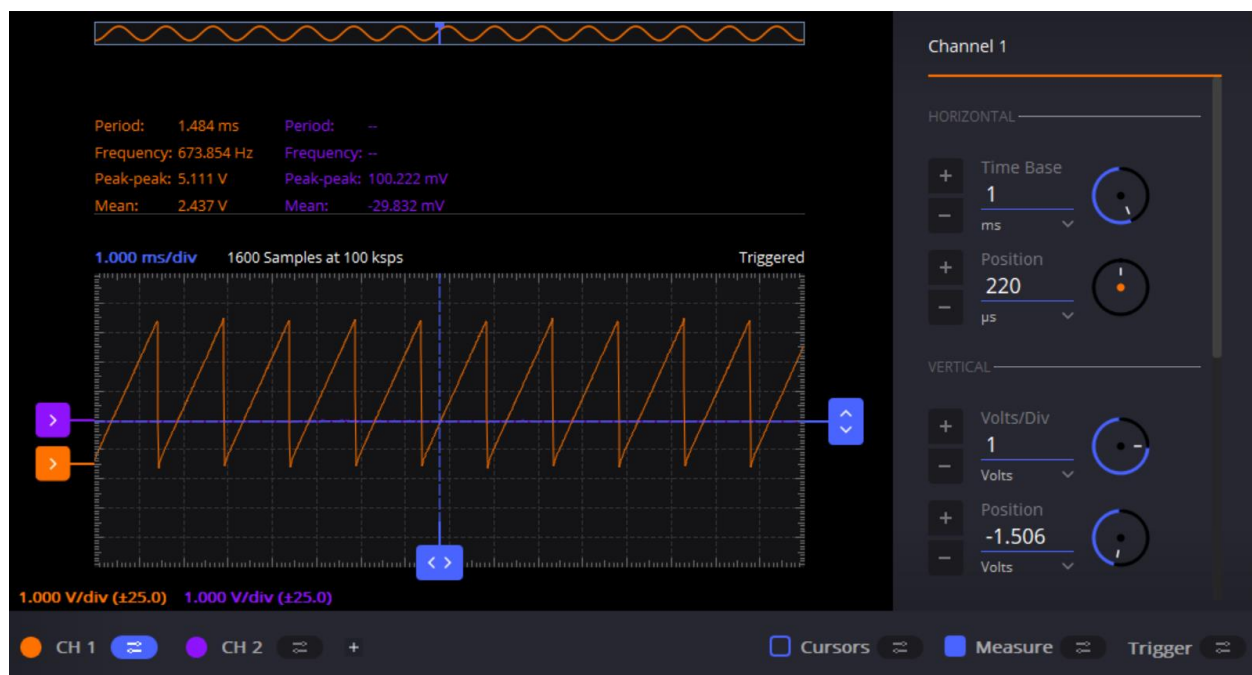 Channel 1
HORIZONTAL
Period: 1.484 ms Period: --
Frequency: 673.854 Hz Frequency: --
Peak-peak: 5.111 V Peak-peak: 100.222 mV
Mean: 2.437 V Mean: -29.832 mV
+ Time Base
1
- ms
1.000 ms/div 1600 Samples at 100 ksps Triggered
+ Position
220
- µs
VERTICAL
+ Volts/Div
1
- Volts
+ Position
-1.506
- Volts
1.000 V/div (±25.0) 1.000 V/div (±25.0)
CH 1 CH 2 + Cursors Measure Trigger